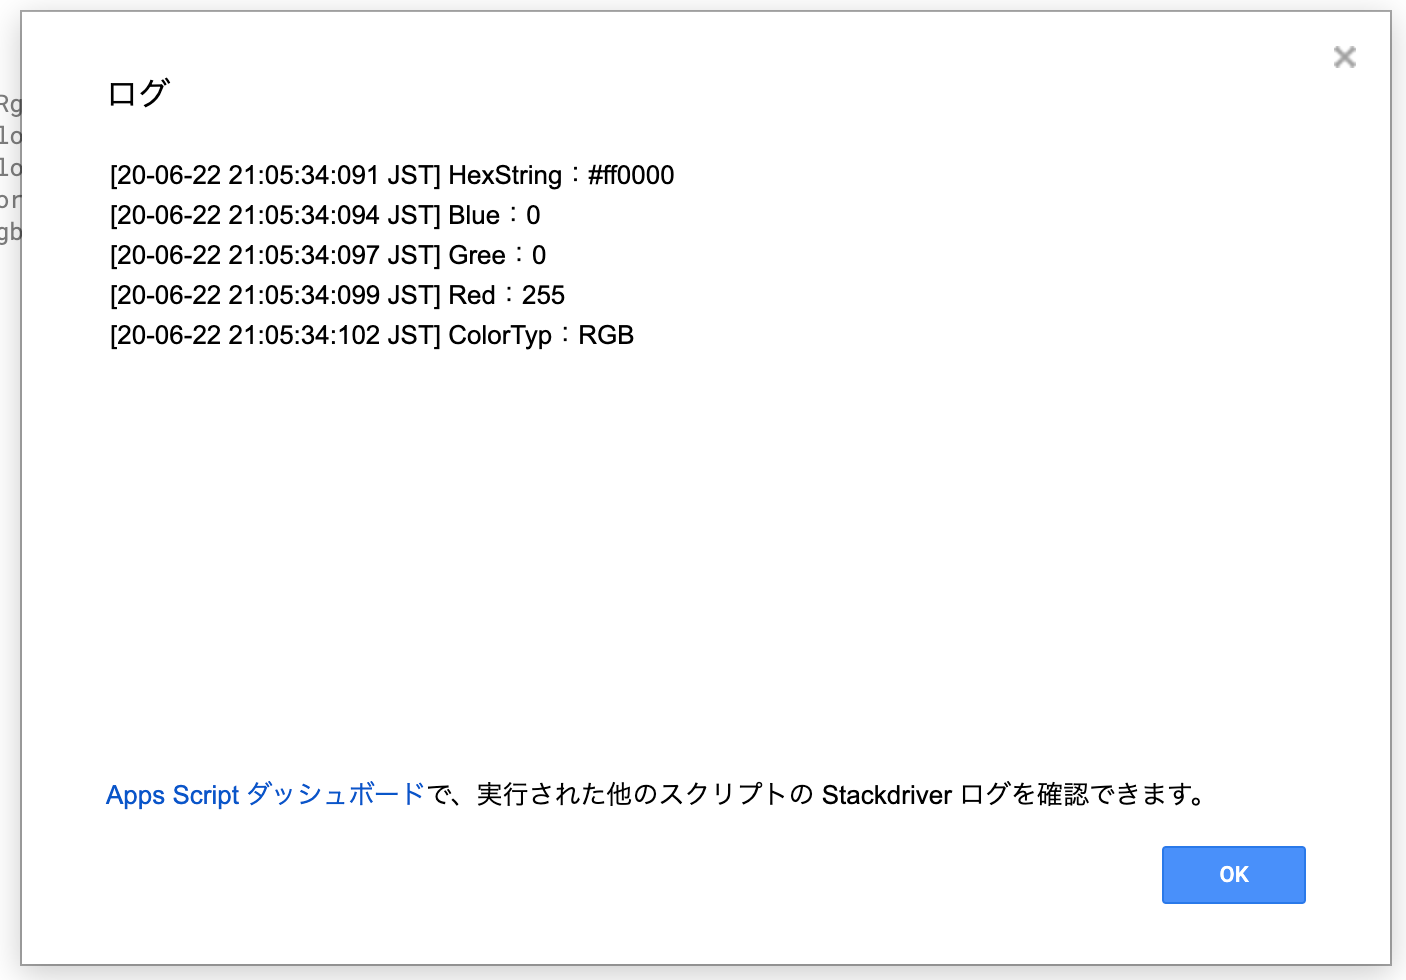 ログ
[20-06-22 21:05:34:091 JST] HexString：#ff0000
[20-06-22 21:05:34:094 JST] Blue：0
[20-06-22 21:05:34:097 JST] Gree：0
[20-06-22 21:05:34:099 JST] Red：255
[20-06-22 21:05:34:102 JST] ColorTyp：RGB
Apps Script ダッシュボードで、実行された他のスクリプトの Stackdriver ログを確認できます。
OK
Rg
lo
lo
or
gb